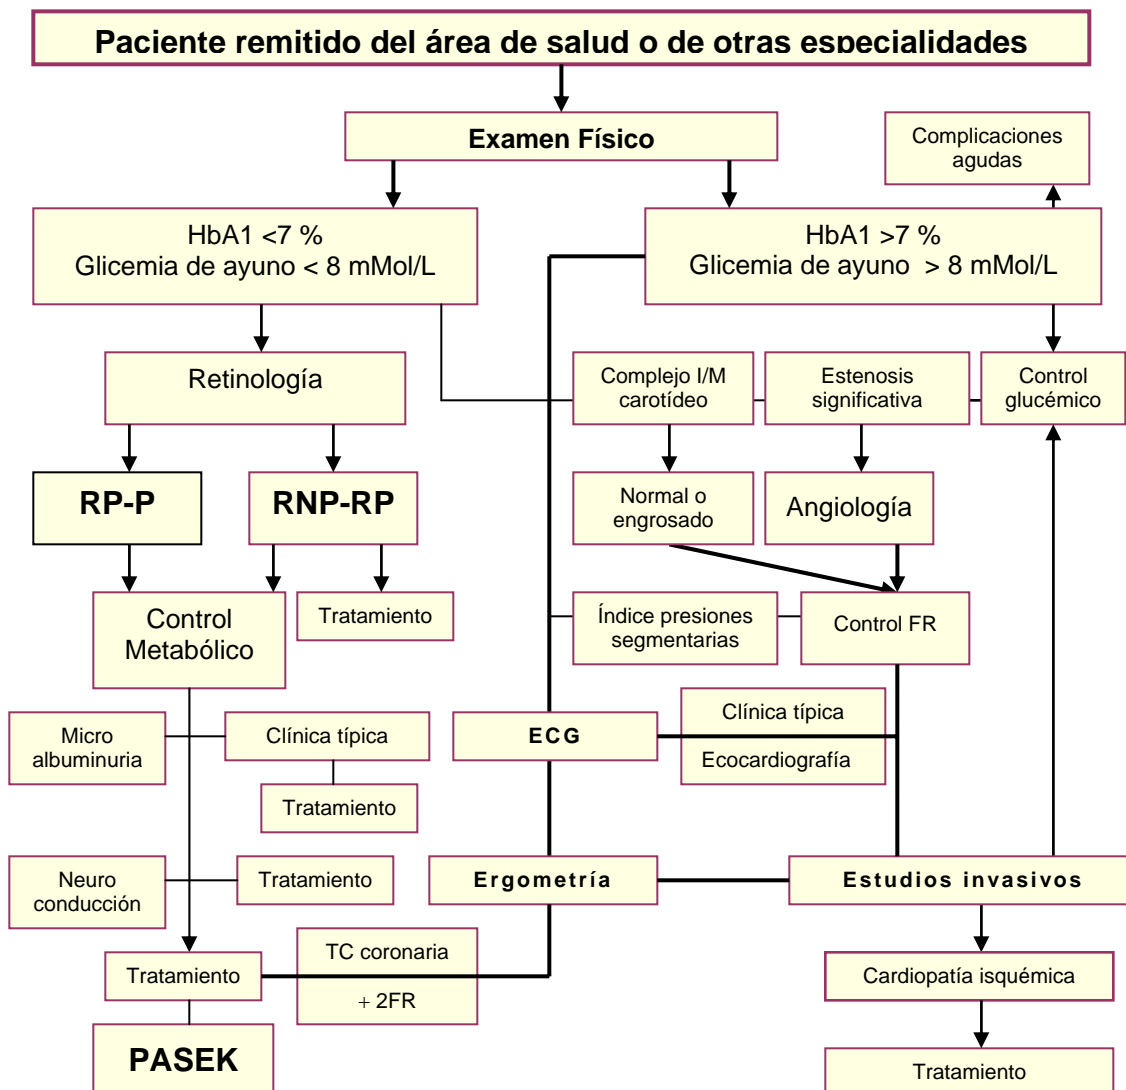 Paciente remitido del área de salud o de otras especialidades
Examen Físico
Complicaciones
agudas
HbA1 <7 %
Glicemia de ayuno < 8 mMol/L
HbA1 >7 %
Glicemia de ayuno > 8 mMol/L
Retinología
Complejo I/M
carotídeo
Estenosis
significativa
Control
glucémico
RP-P
RNP-RP
Normal o
engrosado
Angiología
Control
Metabólico
Tratamiento
Índice presiones
segmentarias
Control FR
Micro
albuminuria
Clínica típica
ECG
Clínica típica
Ecocardiografía
Tratamiento
Neuro
conducción
Tratamiento
Ergometría
Estudios invasivos
Tratamiento
TC coronaria
+ 2FR
Cardiopatía isquémica
PASEK
Tratamiento